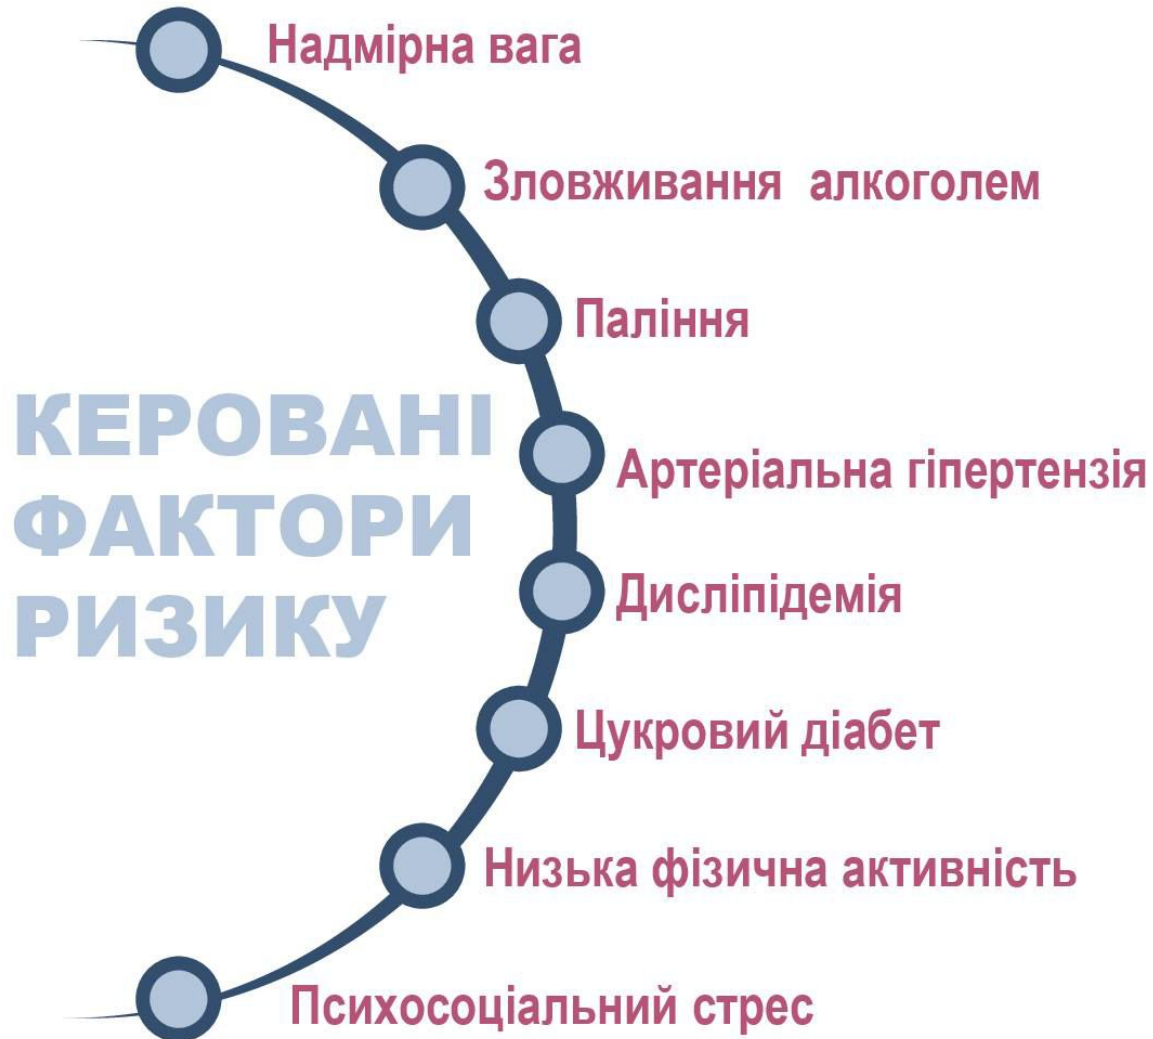 Надмірна вага
Зловживання алкоголем
Паління
КЕРОВАНІ
ФАКТОРИ
РИЗИКУ
Артеріальна гіпертензія
Дисліпідемія
Цукровий діабет
Низька фізична активність
Психосоціальний стрес